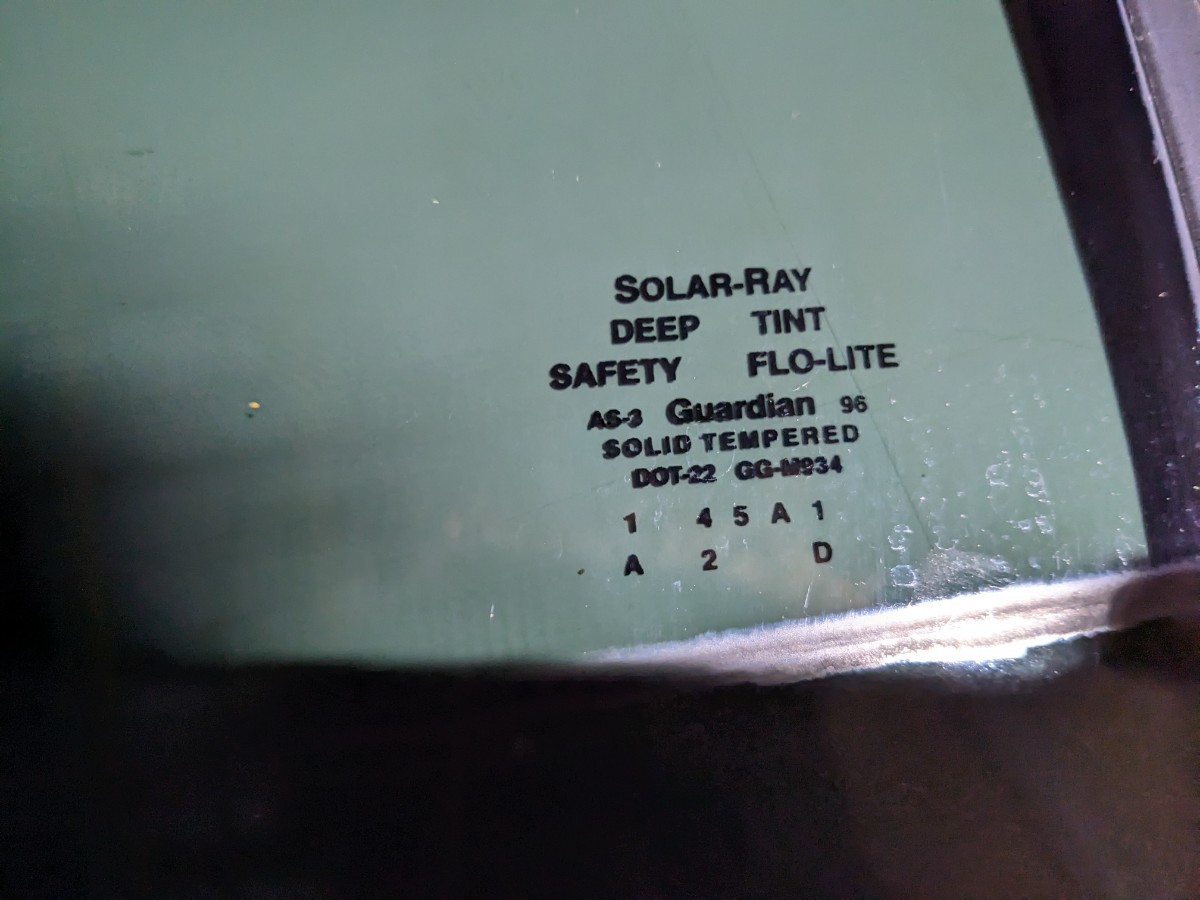 SOLAR-RAY
DEEP TINT
SAFETY FLO-LITE
AS-3 Guardian 96
SOLID TEMPERED
DOT-22 GG-M934
1 4 5 A 1
A 2 D